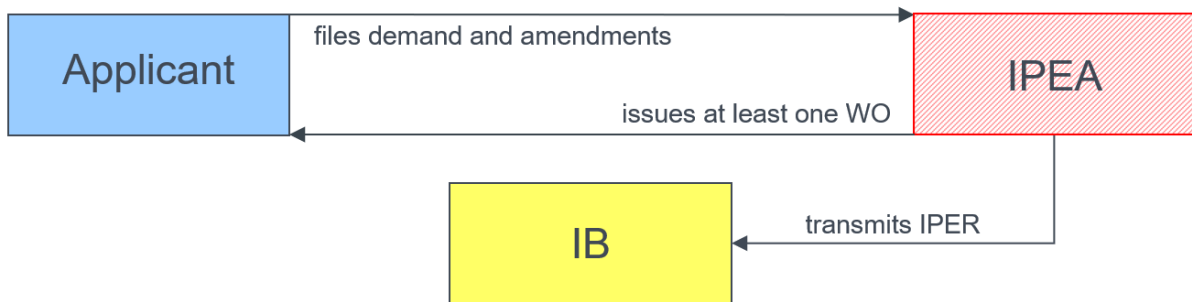 files demand and amendments
Applicant
IPEA
issues at least one WO
transmits IPER
IB